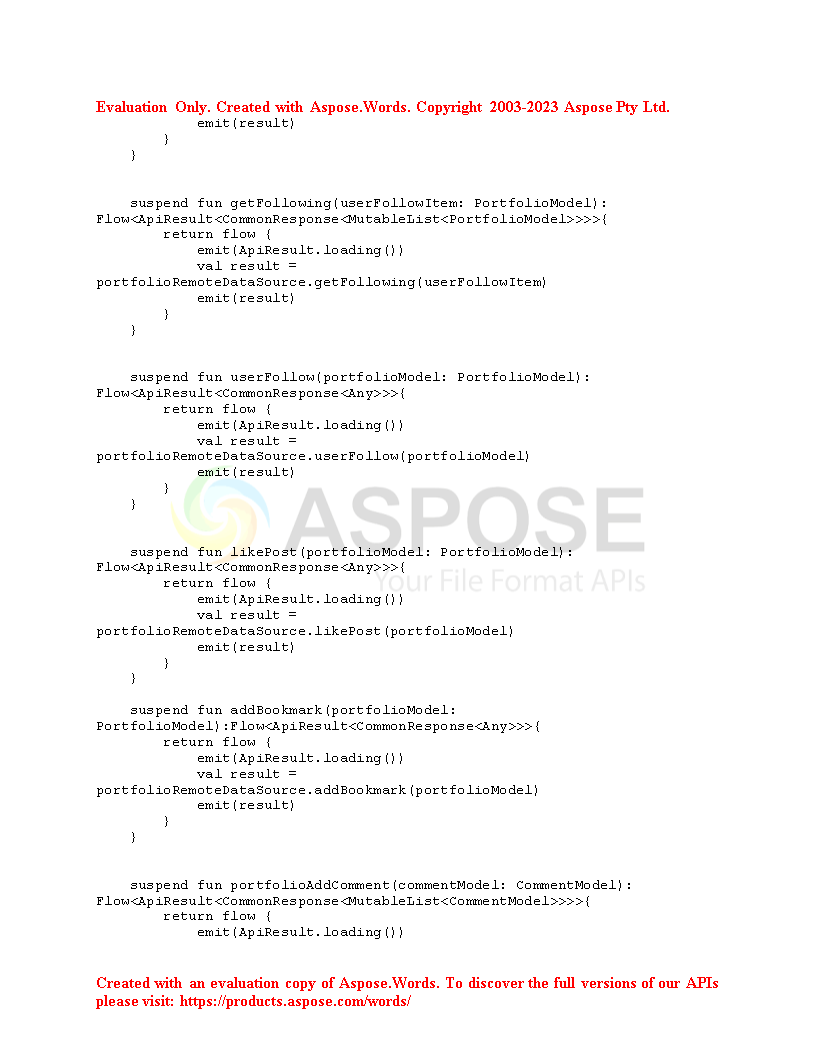 Evaluation Only. Created with Aspose.Words. Copyright 2003-2023 Aspose Pty Ltd.
            emit(result)
        }
    }
    suspend fun getFollowing(userFollowItem: PortfolioModel):
Flow<ApiResult<CommonResponse<MutableList<PortfolioModel>>>>{
        return flow {
            emit(ApiResult.loading())
            val result =
portfolioRemoteDataSource.getFollowing(userFollowItem)
            emit(result)
        }
    }
    suspend fun userFollow(portfolioModel: PortfolioModel):
Flow<ApiResult<CommonResponse<Any>>>{
        return flow {
            emit(ApiResult.loading())
            val result =
portfolioRemoteDataSource.userFollow(portfolioModel)
            emit(result)
        }
    }
ASPOSE
Your File Format APIs
    suspend fun likePost(portfolioModel: PortfolioModel):
Flow<ApiResult<CommonResponse<Any>>>{
        return flow {
            emit(ApiResult.loading())
            val result =
portfolioRemoteDataSource.likePost(portfolioModel)
            emit(result)
        }
    }
    suspend fun addBookmark(portfolioModel:
PortfolioModel):Flow<ApiResult<CommonResponse<Any>>>{
        return flow {
            emit(ApiResult.loading())
            val result =
portfolioRemoteDataSource.addBookmark(portfolioModel)
            emit(result)
        }
    }
    suspend fun portfolioAddComment(commentModel: CommentModel):
Flow<ApiResult<CommonResponse<MutableList<CommentModel>>>>{
        return flow {
            emit(ApiResult.loading())
Created with an evaluation copy of Aspose.Words. To discover the full versions of our APIs
please visit: https://products.aspose.com/words/